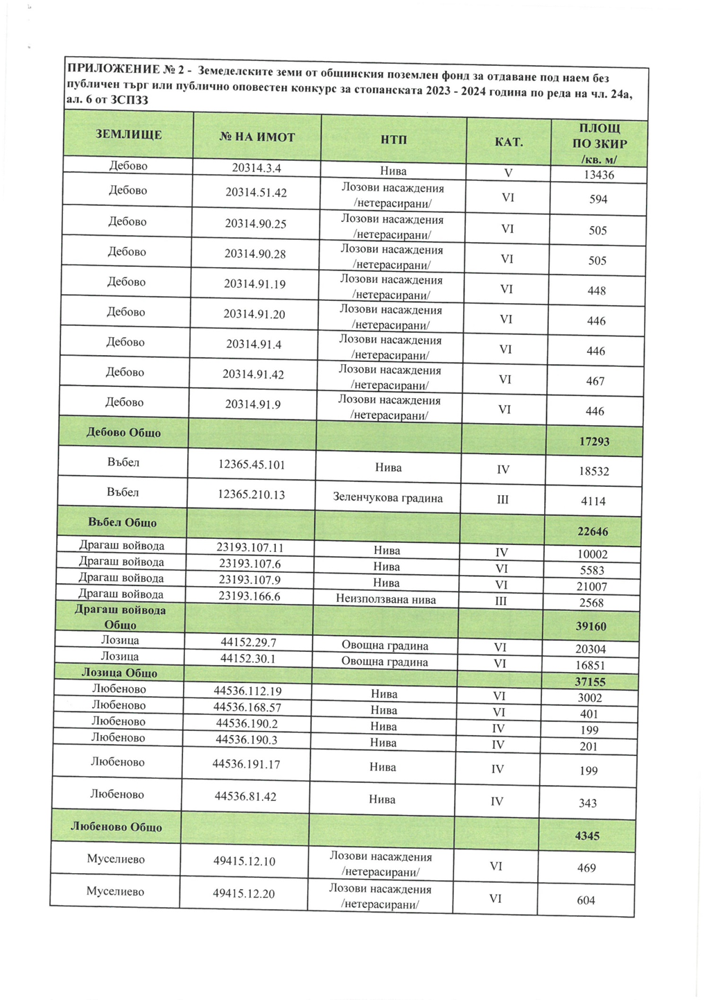 ПРИЛОЖЕНИЕ № 2 - Земеделските земи от общинския поземлен фонд за отдаване под наем без
публичен търг или публично оповестен конкурс за стопанската 2023 - 2024 година по реда на чл. 24а,
ал. 6 от ЗСПЗЗ
ЗЕМЛИЩЕ № НА ИМОТ НТП КАТ. ПЛОЩ
ПО ЗКИР
/кв. м/
Дебово 20314.3.4 Нива V 13436
Дебово 20314.51.42 Лозови насаждения
/нетерасирани/ VI 594
Дебово 20314.90.25 Лозови насаждения
/нетерасирани/ VI 505
Дебово 20314.90.28 Лозови насаждения
/нетерасирани/ VI 505
Дебово 20314.91.19 Лозови насаждения
/нетерасирани/ VI 448
Дебово 20314.91.20 Лозови насаждения
/нетерасирани/ VI 446
Дебово 20314.91.4 Лозови насаждения
/нетерасирани/ VI 446
Дебово 20314.91.42 Лозови насаждения
/нетерасирани/ VI 467
Дебово 20314.91.9 Лозови насаждения
/нетерасирани/ VI 446
Дебово Общо 17293
Въбел 12365.45.101 Нива IV 18532
Въбел 12365.210.13 Зеленчукова градина III 4114
Въбел Общо 22646
Драгаш войвода 23193.107.11 Нива IV 10002
Драгаш войвода 23193.107.6 Нива VI 5583
Драгаш войвода 23193.107.9 Нива VI 21007
Драгаш войвода 23193.166.6 Неизползвана нива III 2568
Драгаш войвода
Общо 39160
Лозица 44152.29.7 Овощна градина VI 20304
Лозица 44152.30.1 Овощна градина VI 16851
Лозица Общо 37155
Любеново 44536.112.19 Нива VI 3002
Любеново 44536.168.57 Нива VI 401
Любеново 44536.190.2 Нива IV 199
Любеново 44536.190.3 Нива IV 201
Любеново 44536.191.17 Нива IV 199
Любеново 44536.81.42 Нива IV 343
Любеново Общо 4345
Муселиево 49415.12.10 Лозови насаждения
/нетерасирани/ VI 469
Муселиево 49415.12.20 Лозови насаждения
/нетерасирани/ VI 604